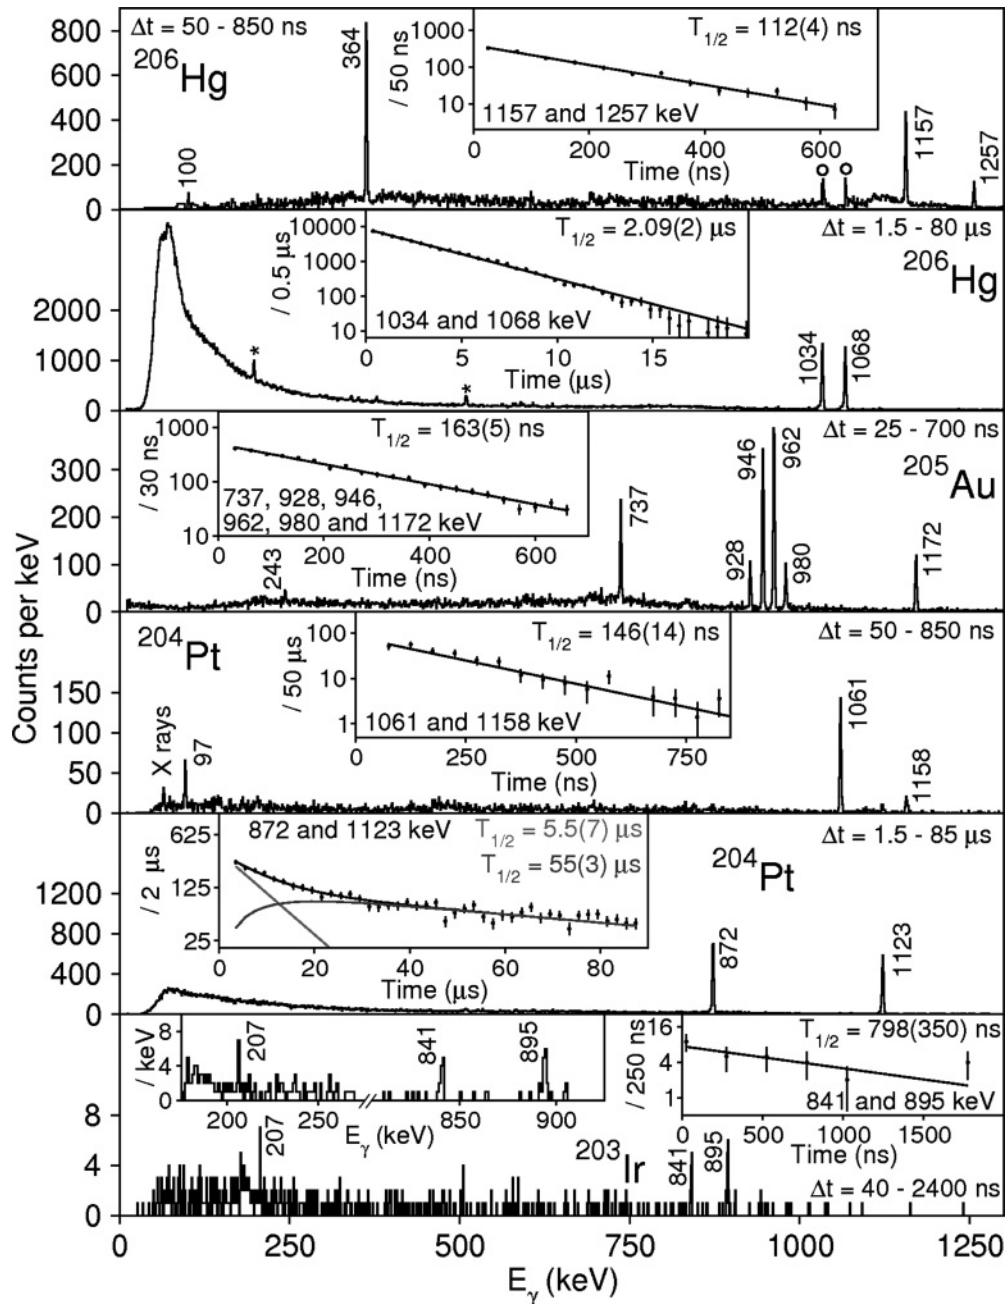 Counts per keV
800
600
400
200
0
Δt = 50 - 850 ns
206Hg
100
364
1157
1257
/ 50 ns
1000
100
10
T1/2 = 112(4) ns
1157 and 1257 keV
0 200 400 600
Time (ns)
2000
1000
0
Δt = 1.5 - 80 μs
206Hg
*
*
1034
1068
/ 0.5 μs
10000
1000
100
10
T1/2 = 2.09(2) μs
1034 and 1068 keV
0 5 10 15
Time (μs)
300
200
100
0
Δt = 25 - 700 ns
205Au
243
737
928
946
962
980
1172
/ 30 ns
1000
100
10
T1/2 = 163(5) ns
737, 928, 946,
962, 980 and 1172 keV
0 200 400 600
Time (ns)
150
100
50
0
Δt = 50 - 850 ns
204Pt
X rays
97
1061
1158
/ 50 μs
100
10
1
T1/2 = 146(14) ns
1061 and 1158 keV
0 250 500 750
Time (ns)
1200
800
400
0
Δt = 1.5 - 85 μs
204Pt
872
1123
/ 2 μs
625
125
25
872 and 1123 keV
T1/2 = 5.5(7) μs
T1/2 = 55(3) μs
0 20 40 60 80
Time (μs)
8
4
0
203Ir
207
841
895
Δt = 40 - 2400 ns
/ keV
8
4
0
207
841
895
200 250 850 900
Eγ (keV)
/ 250 ns
16
4
1
T1/2 = 798(350) ns
841 and 895 keV
0 500 1000 1500
Time (ns)
0 250 500 750 1000 1250
Eγ (keV)